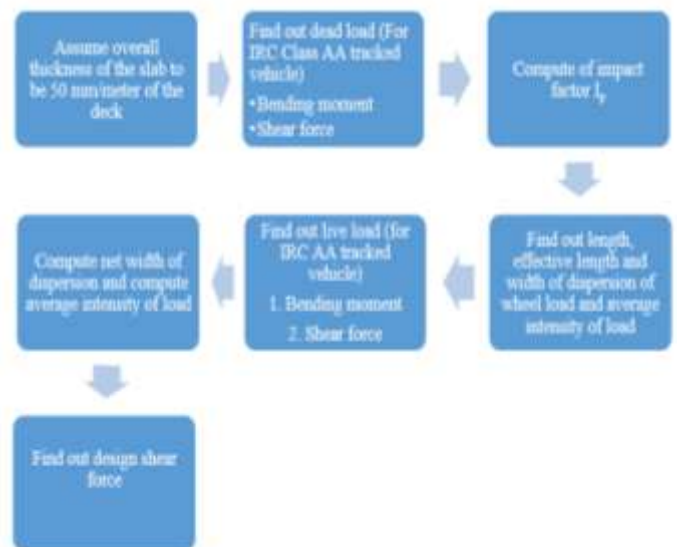 Assume overall
thickness of the slab to
be 50 mm/meter of the
deck
Find out dead load (For
IRC Class AA tracked
vehicle)
•Bending moment
•Shear force
Compute of impact
factor I
Find out length,
effective length and
width of dispersion of
wheel load and average
intensity of load
Find out live load (for
IRC AA tracked
vehicle)
1. Bending moment
2. Shear force
Compute net width of
dispersion and compute
average intensity of load
Find out design shear
force